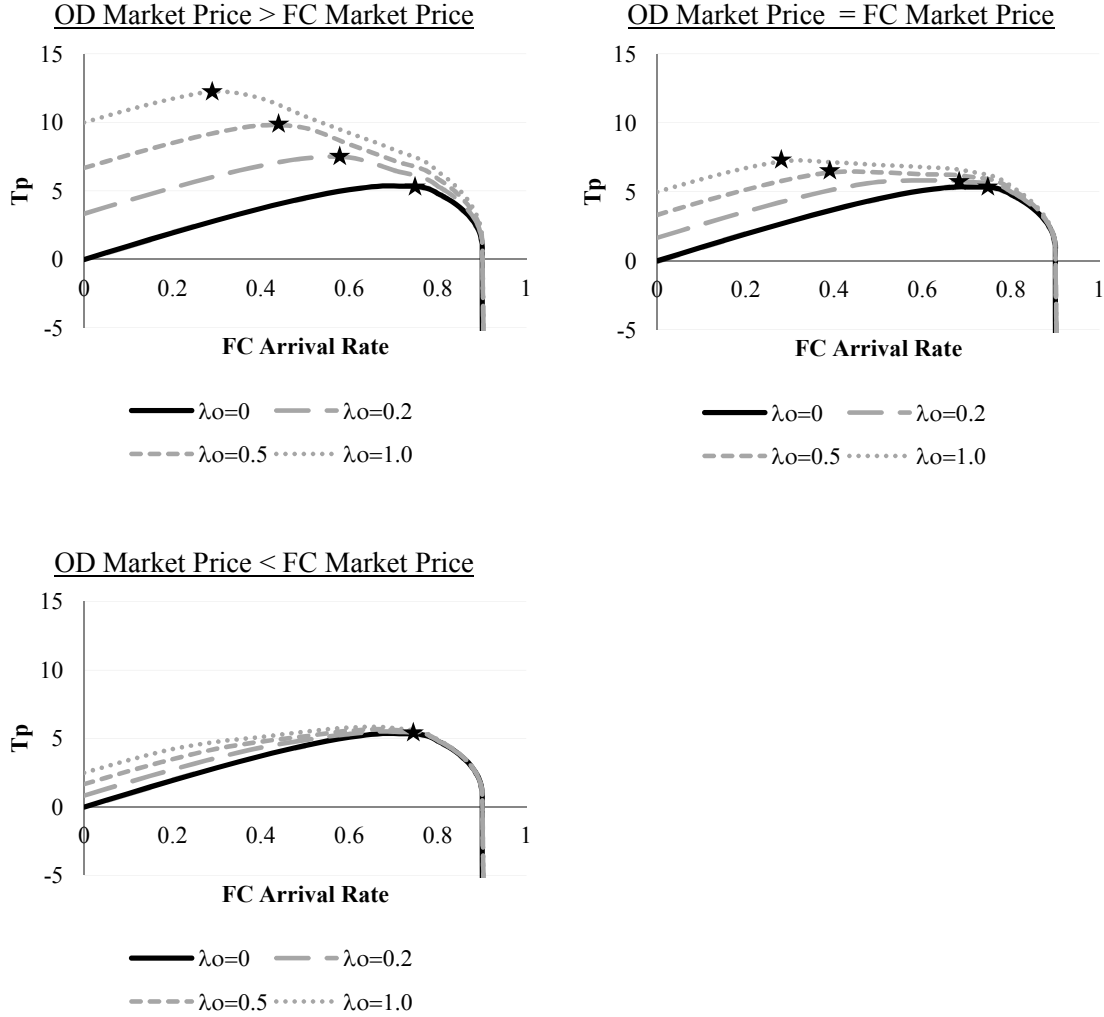 OD Market Price > FC Market Price
15
10
5
0
-5
Tp
0 0.2 0.4 0.6 0.8 1
FC Arrival Rate
λo=0 λo=0.2
λo=0.5 λo=1.0
OD Market Price = FC Market Price
15
10
5
0
-5
Tp
0 0.2 0.4 0.6 0.8 1
FC Arrival Rate
λo=0 λo=0.2
λo=0.5 λo=1.0
OD Market Price < FC Market Price
15
10
5
0
-5
Tp
0 0.2 0.4 0.6 0.8 1
FC Arrival Rate
λo=0 λo=0.2
λo=0.5 λo=1.0